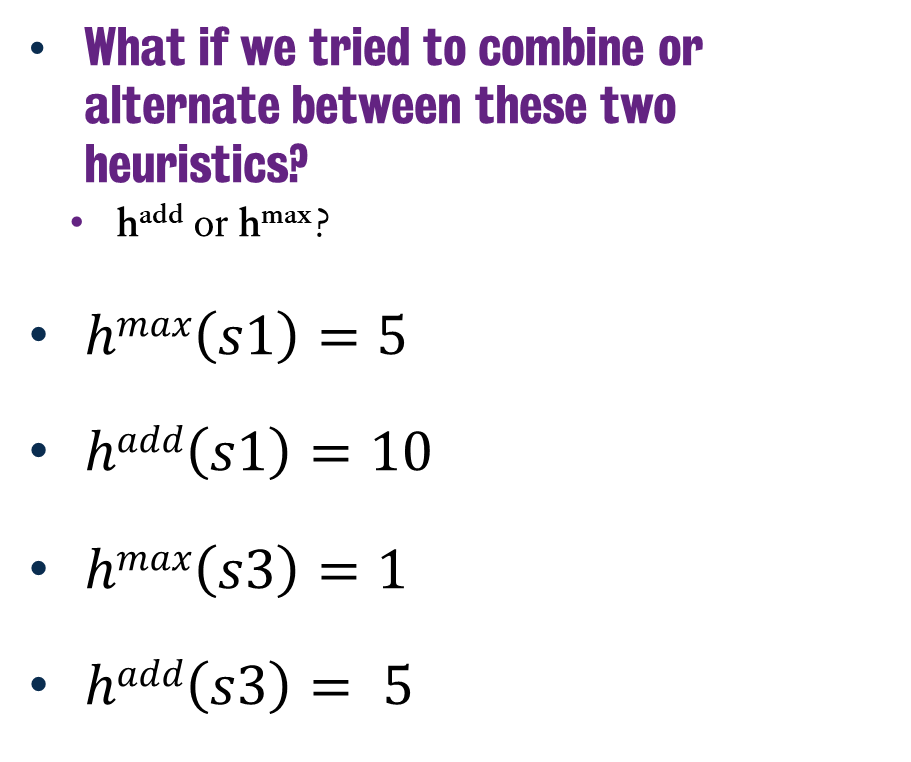 • What if we tried to combine or
alternate between these two
heuristics?
• hᵃᵈᵈ or hᵐᵃˣ?
• hᵐᵃˣ(s1) = 5
• hᵃᵈᵈ(s1) = 10
• hᵐᵃˣ(s3) = 1
• hᵃᵈᵈ(s3) = 5